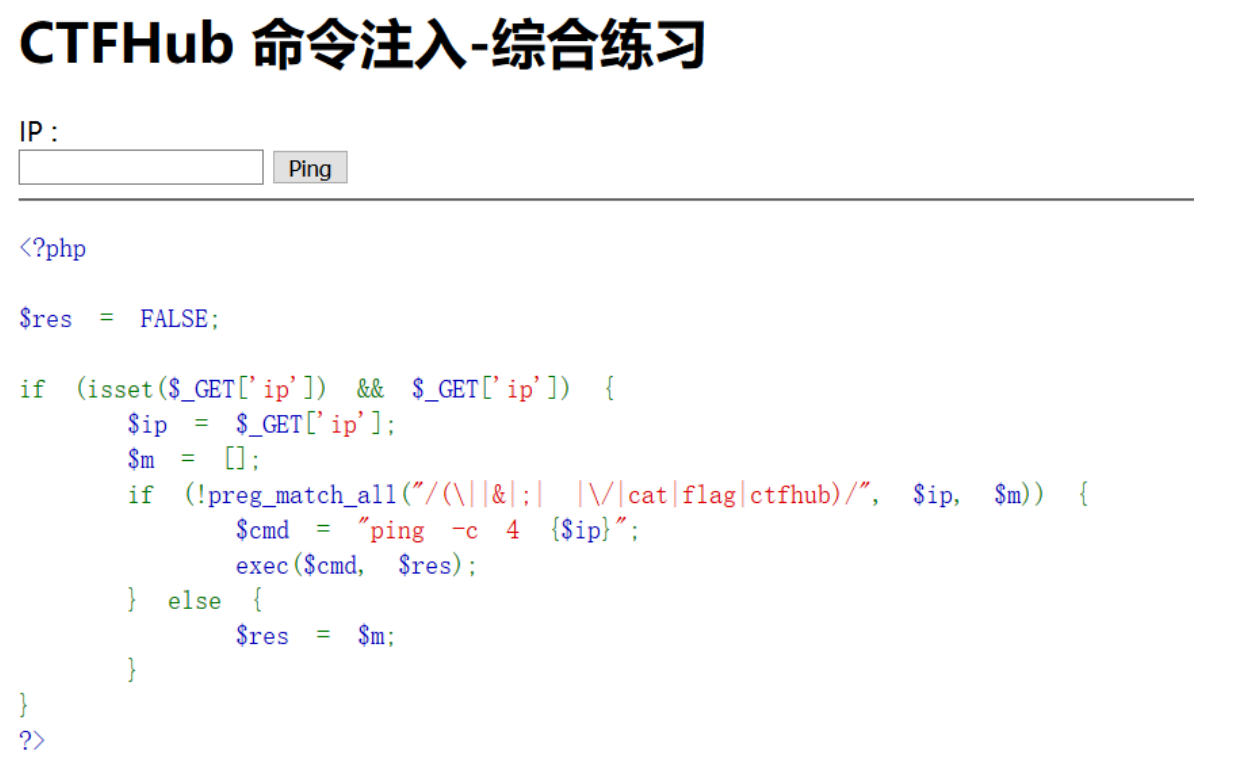 CTFHub 命令注入-综合练习
IP :
Ping
<?php
$res = FALSE;
if (isset($_GET['ip']) && $_GET['ip']) {
$ip = $_GET['ip'];
$m = [];
if (!preg_match_all("/(\||&|;| |\/|cat|flag|ctfhub)/", $ip, $m)) {
$cmd = "ping -c 4 {$ip}";
exec($cmd, $res);
} else {
$res = $m;
}
}
?>